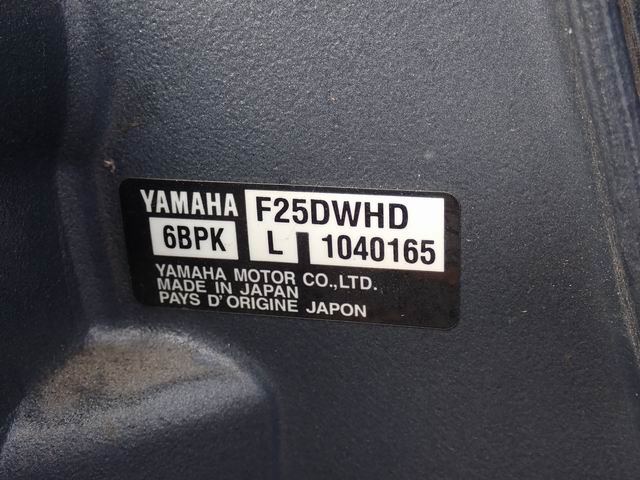 YAMAHA F25DWHD
6BPK L 1040165
YAMAHA MOTOR CO.,LTD.
MADE IN JAPAN
PAYS D'ORIGINE JAPON